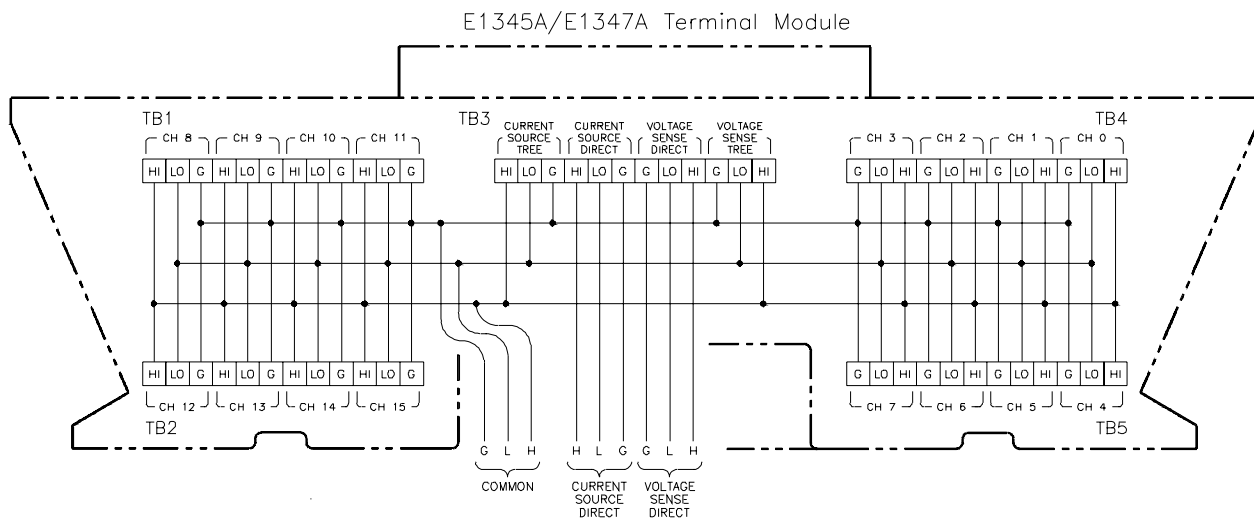 E1345A/E1347A Terminal Module
TB1 TB3 TB4
CH 8 CH 9 CH 10 CH 11 CURRENT SOURCE TREE CURRENT SOURCE DIRECT VOLTAGE SENSE DIRECT VOLTAGE SENSE TREE CH 3 CH 2 CH 1 CH 0
HI LO G HI LO G HI LO G HI LO G HI LO G HI LO G G LO HI G LO HI G LO HI G LO HI G LO HI G LO HI
HI LO G HI LO G HI LO G HI LO G G LO HI G LO HI G LO HI G LO HI
CH 12 CH 13 CH 14 CH 15 CH 7 CH 6 CH 5 CH 4
TB2 TB5
G L H H L G G L H
COMMON CURRENT SOURCE DIRECT VOLTAGE SENSE DIRECT